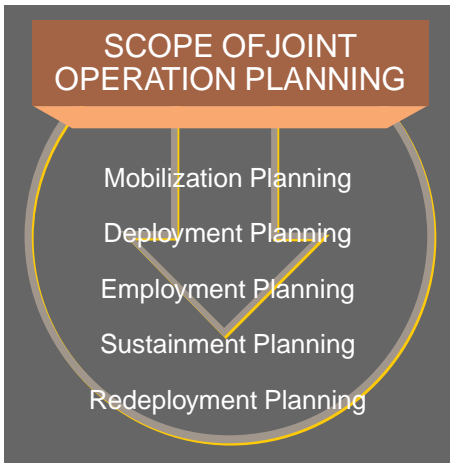 SCOPE OFJOINT
OPERATION PLANNING
Mobilization Planning
Deployment Planning
Employment Planning
Sustainment Planning
Redeployment Planning